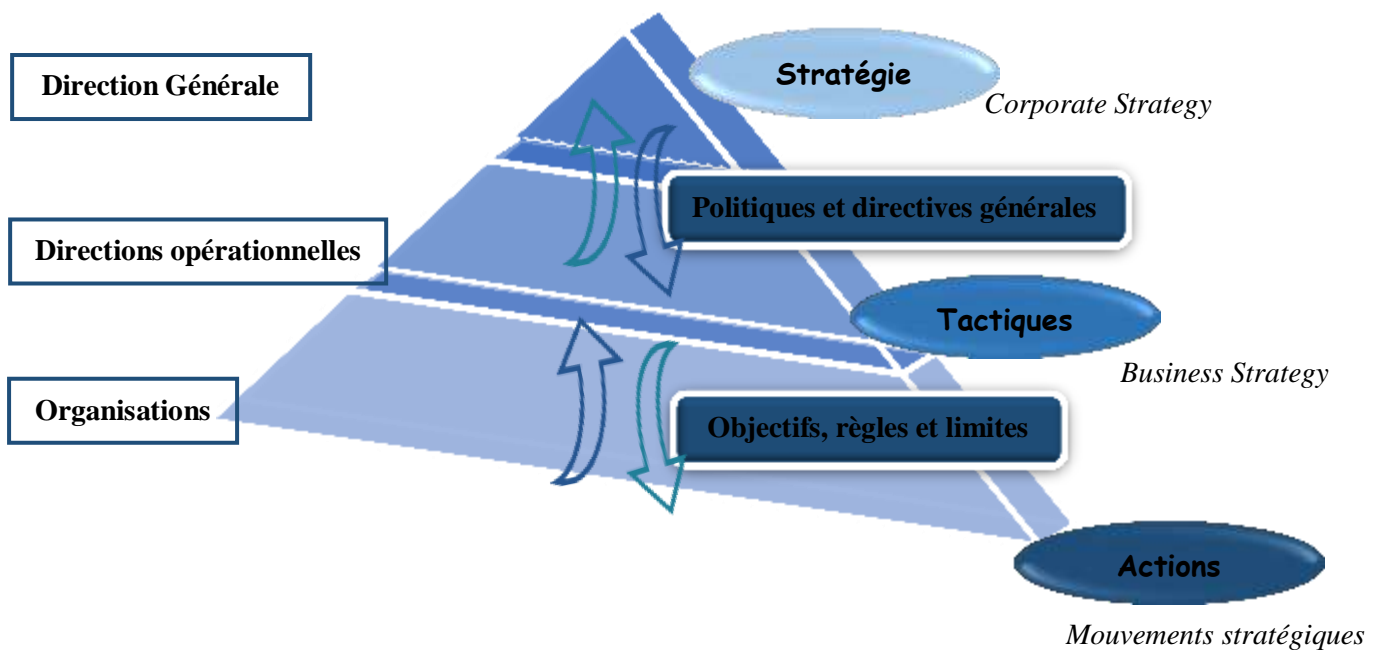 Direction Générale
Stratégie
Corporate Strategy
Politiques et directives générales
Directions opérationnelles
Tactiques
Business Strategy
Organisations
Objectifs, règles et limites
Actions
Mouvements stratégiques